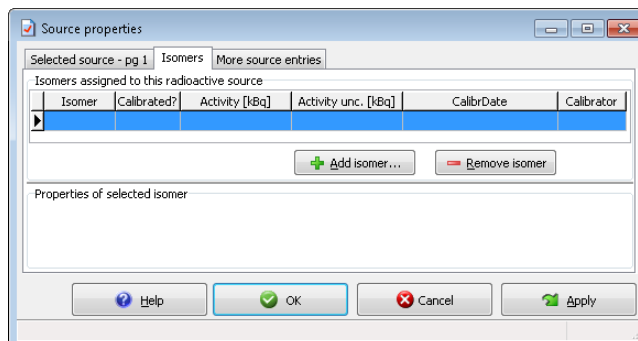 Source properties
Selected source - pg 1 Isomers More source entries
Isomers assigned to this radioactive source
Isomer Calibrated? Activity [kBq] Activity unc. [kBq] CalibrDate Calibrator
Add isomer... Remove isomer
Properties of selected isomer
Help OK Cancel Apply